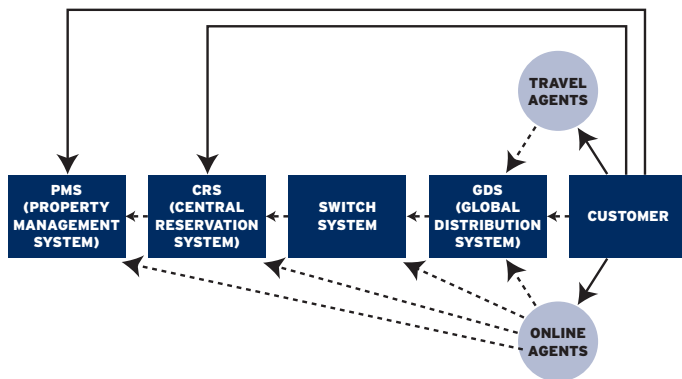 TRAVEL
AGENTS
PMS
(PROPERTY
MANAGEMENT
SYSTEM)
CRS
(CENTRAL
RESERVATION
SYSTEM)
SWITCH
SYSTEM
GDS
(GLOBAL
DISTRIBUTION
SYSTEM)
CUSTOMER
ONLINE
AGENTS